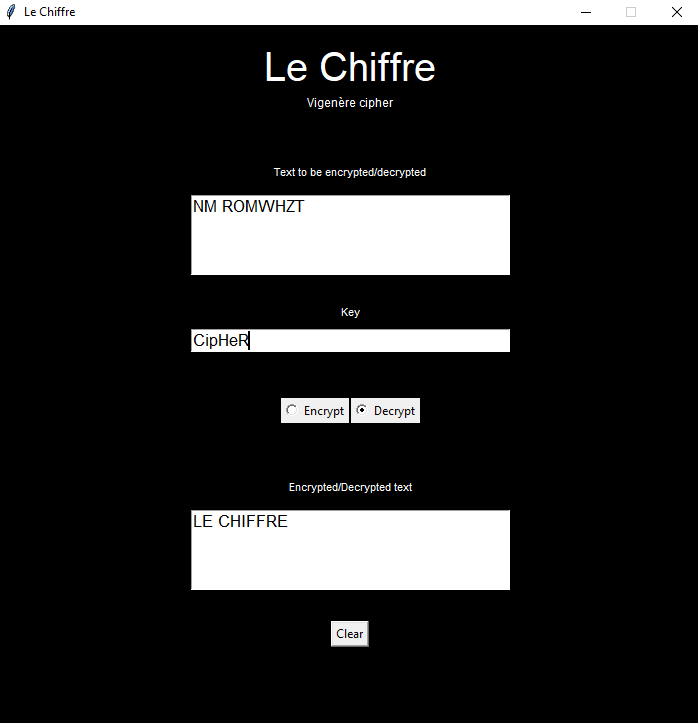 Le Chiffre
Le Chiffre
Vigenère cipher
Text to be encrypted/decrypted
NM ROMWHZT
Key
CipHeR
Encrypt Decrypt
Encrypted/Decrypted text
LE CHIFFRE
Clear